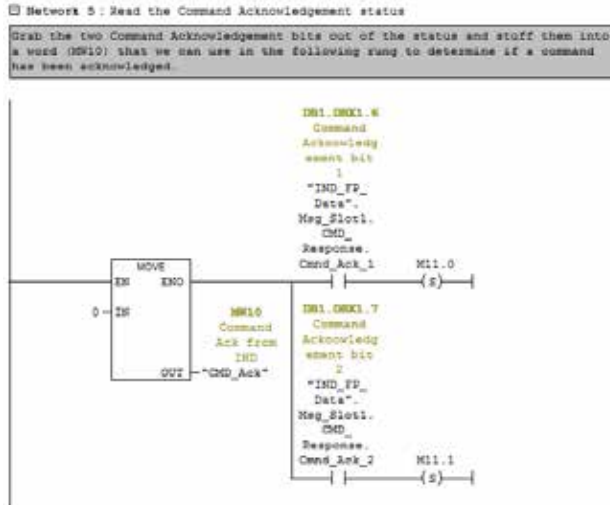 Network 5 : Read the Command Acknowledgement status
Grab the two Command Acknowledgement bits out of the status and stuff them into
a word (MW10) that we can use in the following rung to determine if a command
has been acknowledged.
DB1.DBX1.6
Command
Acknowledg
ement bit
1
"IND_FP_
Data".
Msg_Slot1.
CMD_
Response.
Cmnd_Ack_1
M11.0
( S )
MOVE
EN ENO
0 IN
OUT
MW10
Command
Ack from
IND
"CMD_Ack"
DB1.DBX1.7
Command
Acknowledg
ement bit
2
"IND_FP_
Data".
Msg_Slot1.
CMD_
Response.
Cmnd_Ack_2
M11.1
( S )